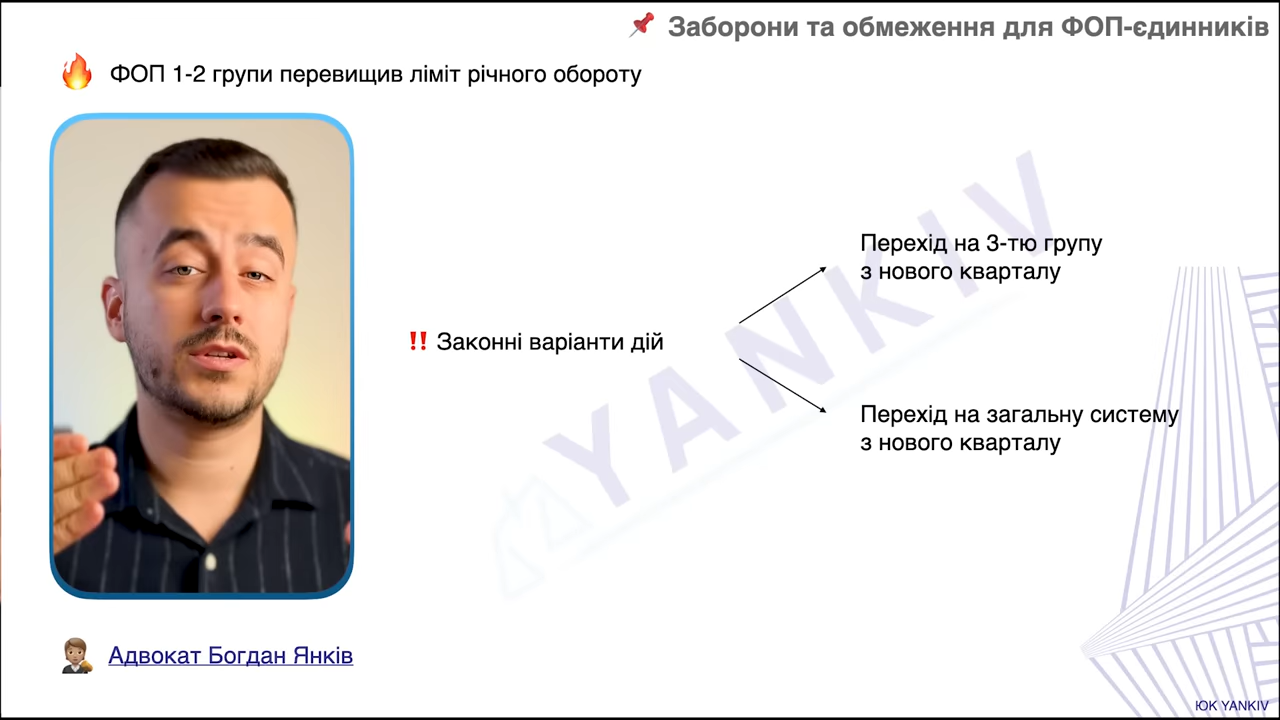 Заборони та обмеження для ФОП-єдинників
ФОП 1-2 групи перевищив ліміт річного обороту
Перехід на 3-тю групу
з нового кварталу
Законні варіанти дій
Перехід на загальну систему
з нового кварталу
YANKIV
Адвокат Богдан Янків
ЮК YANKIV